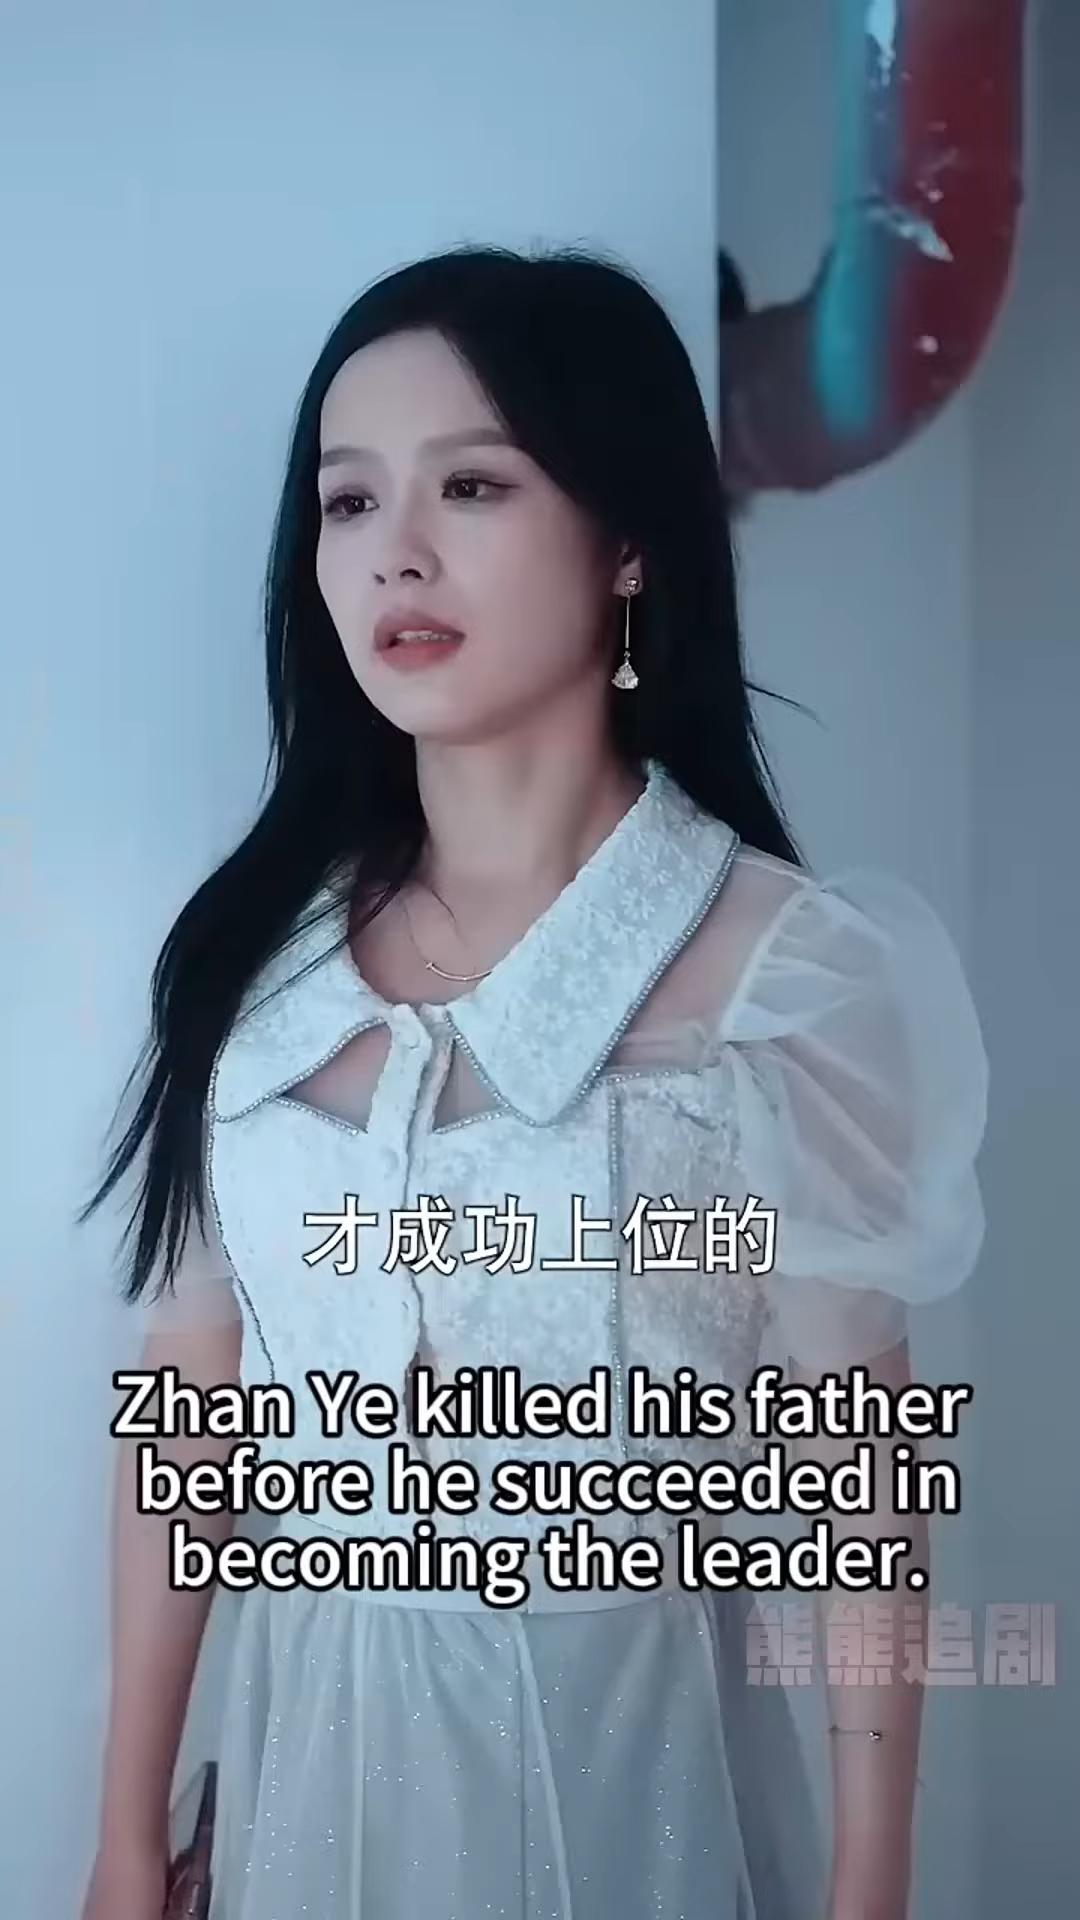 才成功上位的
Zhan Ye killed his father
before he succeeded in
becoming the leader.
熊熊追剧